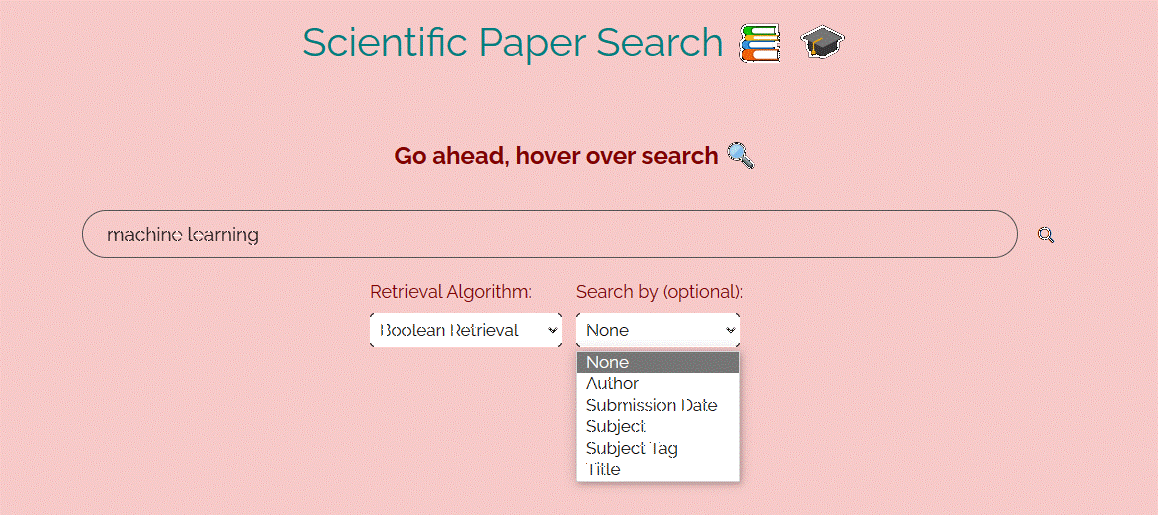 Scientific Paper Search
Go ahead, hover over search
machine learning
Retrieval Algorithm: Search by (optional):
Boolean Retrieval None
None
Author
Submission Date
Subject
Subject Tag
Title